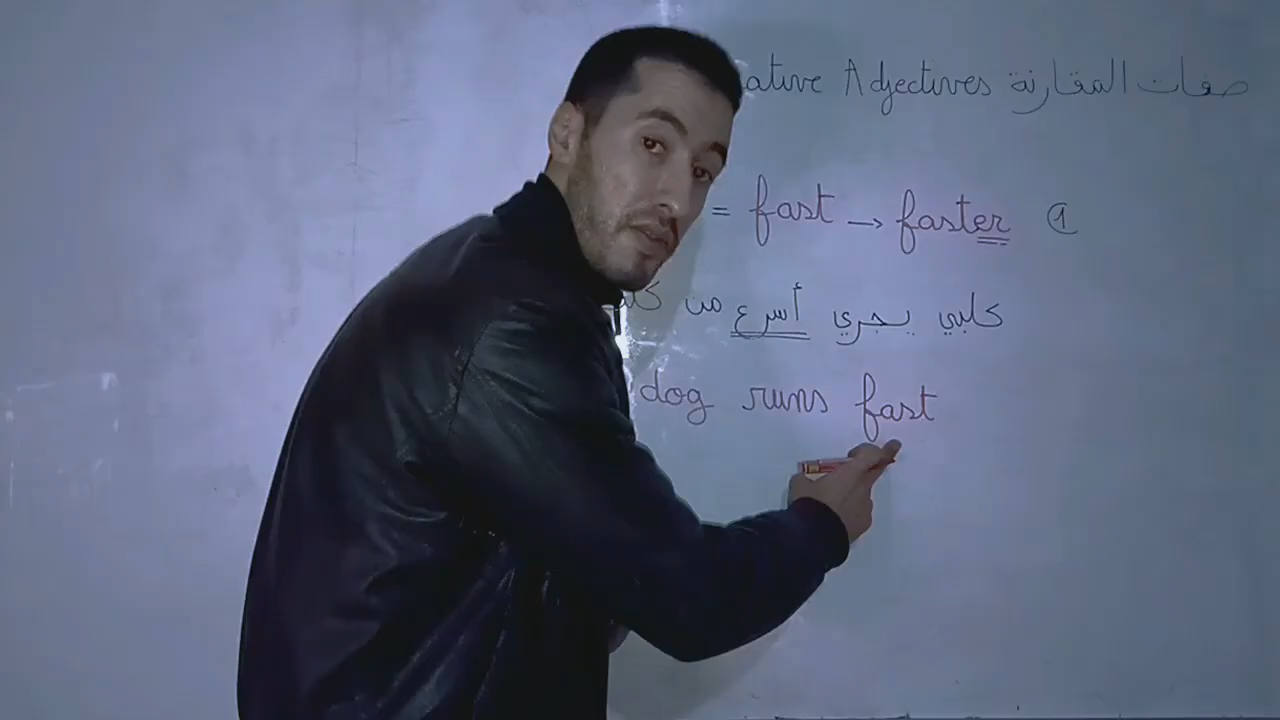 ative Adjectives صفات المقارنة
= fast → faster ①
كلبي يجري أسرع من
dog runs fast